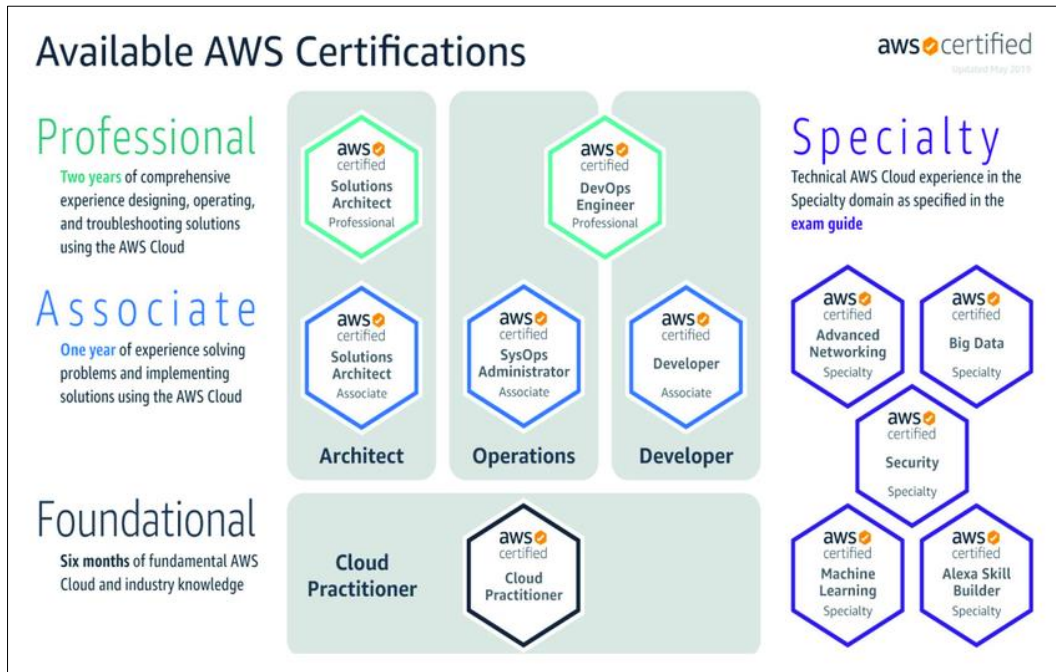 Available AWS Certifications
aws certified
Updated May 2019
Professional
Two years of comprehensive
experience designing, operating,
and troubleshooting solutions
using the AWS Cloud
Associate
One year of experience solving
problems and implementing
solutions using the AWS Cloud
Foundational
Six months of fundamental AWS
Cloud and industry knowledge
aws
certified
Solutions
Architect
Professional
aws
certified
DevOps
Engineer
Professional
aws
certified
Solutions
Architect
Associate
aws
certified
SysOps
Administrator
Associate
aws
certified
Developer
Associate
Architect
Operations
Developer
Cloud
Practitioner
aws
certified
Cloud
Practitioner
Specialty
Technical AWS Cloud experience in the
Specialty domain as specified in the
exam guide
aws
certified
Advanced
Networking
Specialty
aws
certified
Big Data
Specialty
aws
certified
Security
Specialty
aws
certified
Machine
Learning
Specialty
aws
certified
Alexa Skill
Builder
Specialty